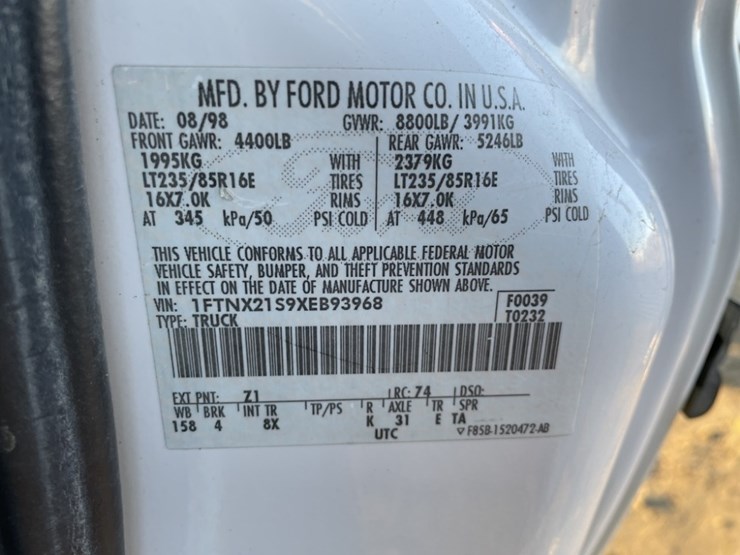 MFD. BY FORD MOTOR CO. IN U.S.A.
DATE: 08/98 GVWR: 8800LB/ 3991KG
FRONT GAWR: 4400LB REAR GAWR: 5246LB
1995KG WITH 2379KG WITH
LT235/85R16E TIRES LT235/85R16E TIRES
16X7.0K RIMS 16X7.0K RIMS
AT 345 kPa/50 PSI COLD AT 448 kPa/65 PSI COLD
THIS VEHICLE CONFORMS TO ALL APPLICABLE FEDERAL MOTOR
VEHICLE SAFETY, BUMPER, AND THEFT PREVENTION STANDARDS
IN EFFECT ON THE DATE OF MANUFACTURE SHOWN ABOVE.
VIN: 1FTNX21S9XEB93968 F0039
TYPE: TRUCK T0232
EXT PNT: Z1 RC: 74 DSO:
WB BRK INT TR TP/PS R AXLE TR SPR
158 4 8X K 31 E TA
UTC ▽ F85B-1520472-AB